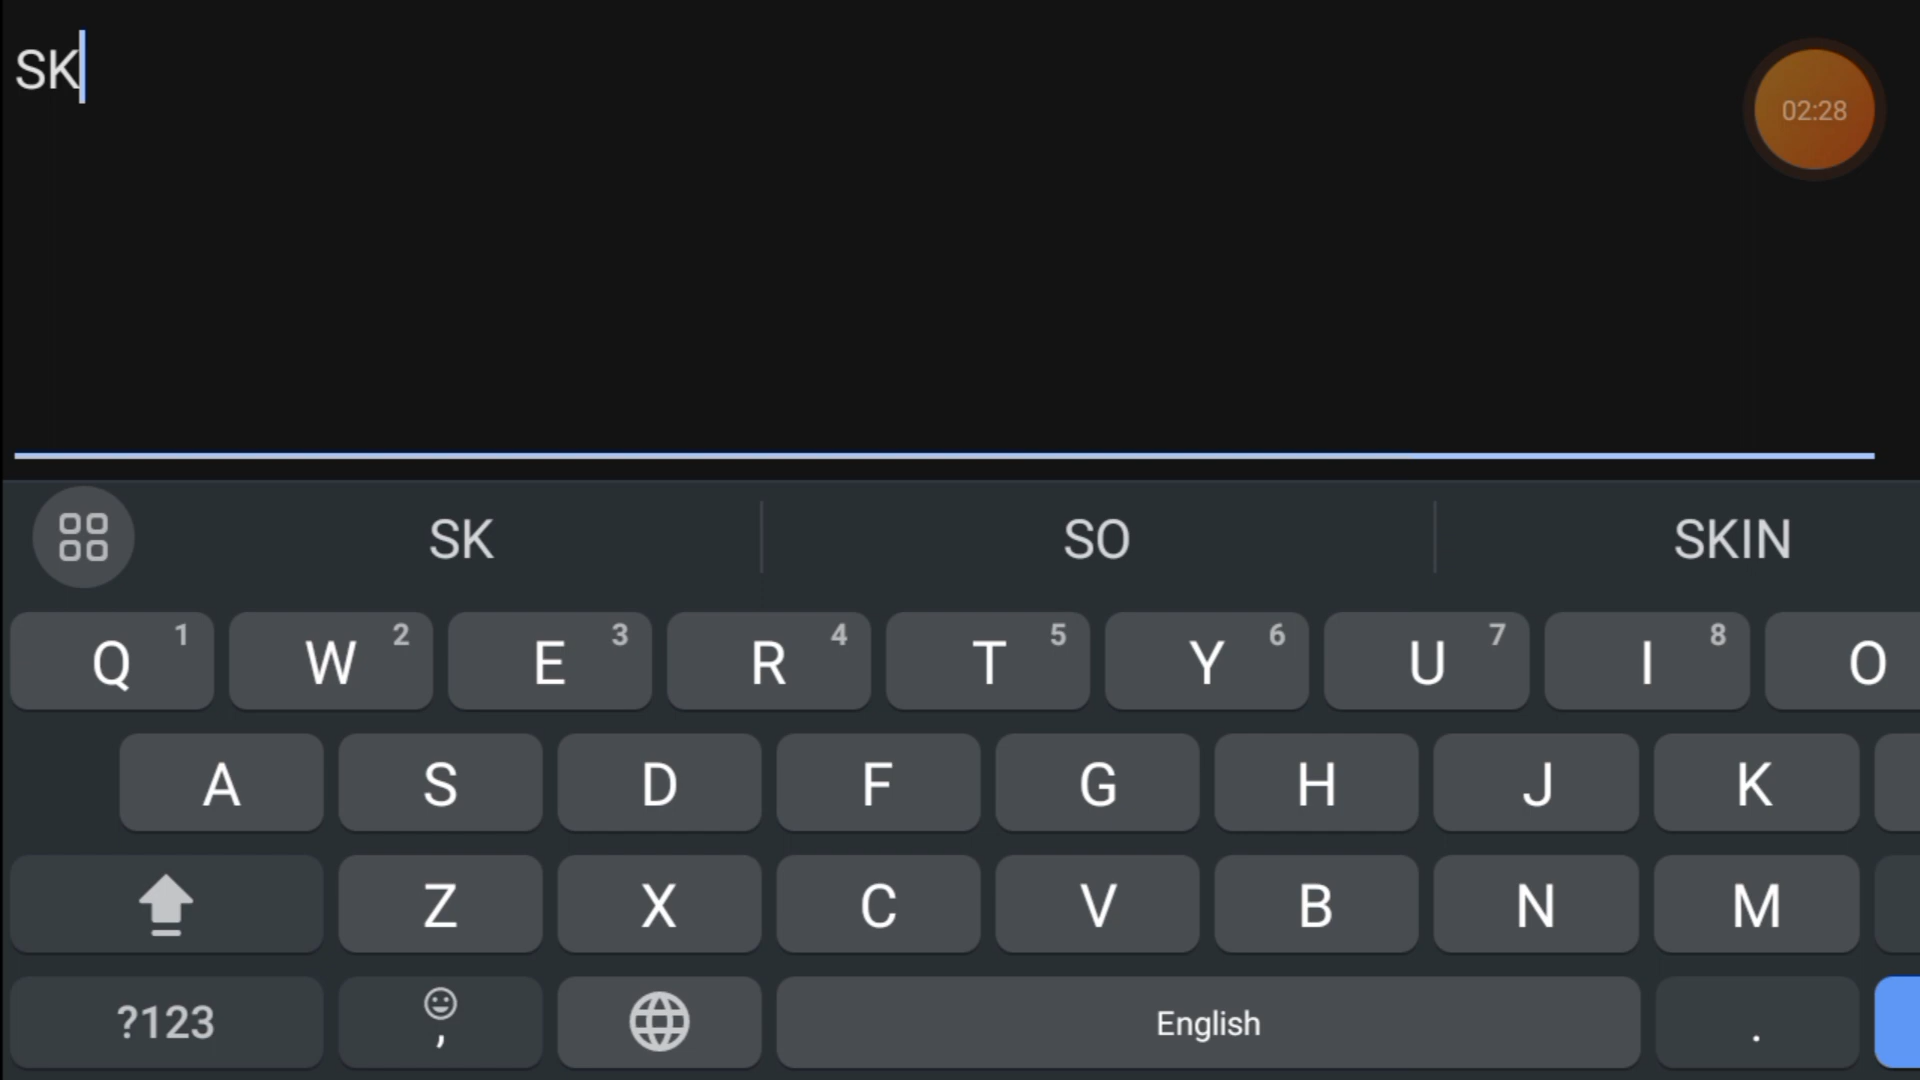 SK
02:28
SK SO SKIN
Q 1 W 2 E 3 R 4 T 5 Y 6 U 7 I 8 O
A S D F G H J K
Z X C V B N M
?123 , English .